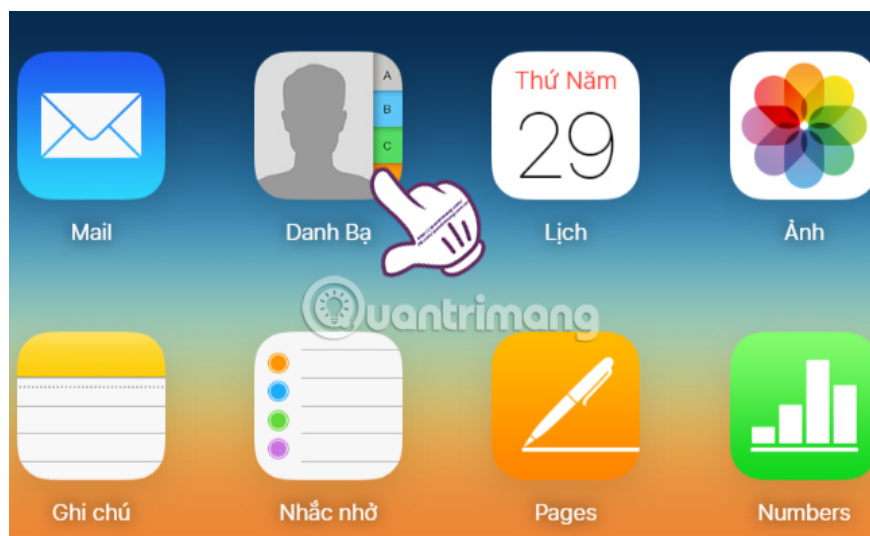 Thứ Năm
A
B
29
C
Mail
Danh Bạ
Lịch
Ảnh
Quantrimang
Ghi chú
Nhắc nhở
Pages
Numbers